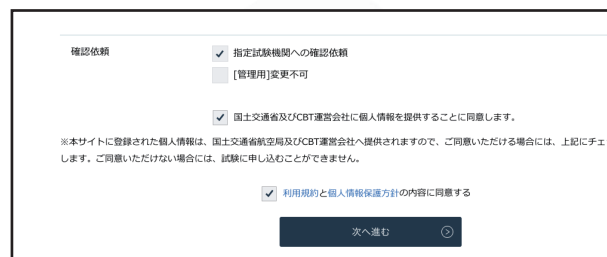 確認依頼
指定試験機関への確認依頼
[管理用]変更不可
国土交通省及びCBT運営会社に個人情報を提供することに同意します。
※本サイトに登録された個人情報は、国土交通省航空局及びCBT運営会社へ提供されますので、ご同意いただける場合には、上記にチェ
します。ご同意いただけない場合には、試験に申し込むことができません。
利用規約と個人情報保護方針の内容に同意する
次へ進む